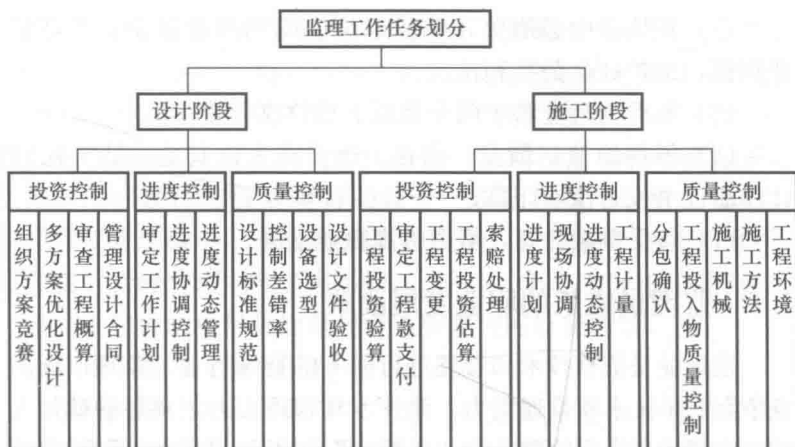 监理工作任务划分
设计阶段
施工阶段
投资控制
进度控制
质量控制
投资控制
进度控制
质量控制
组织方案竞赛
多方案优化设计
审查工程概算
管理设计合同
审定工作计划
进度协调控制
进度动态管理
设计标准规范
控制差错率
设备选型
设计文件验收
工程投资验算
审定工程款支付
工程变更
工程投资估算
索赔处理
进度计划
现场协调
进度动态控制
工程计量
分包确认
工程投入物质量控制
施工机械
施工方法
工程环境